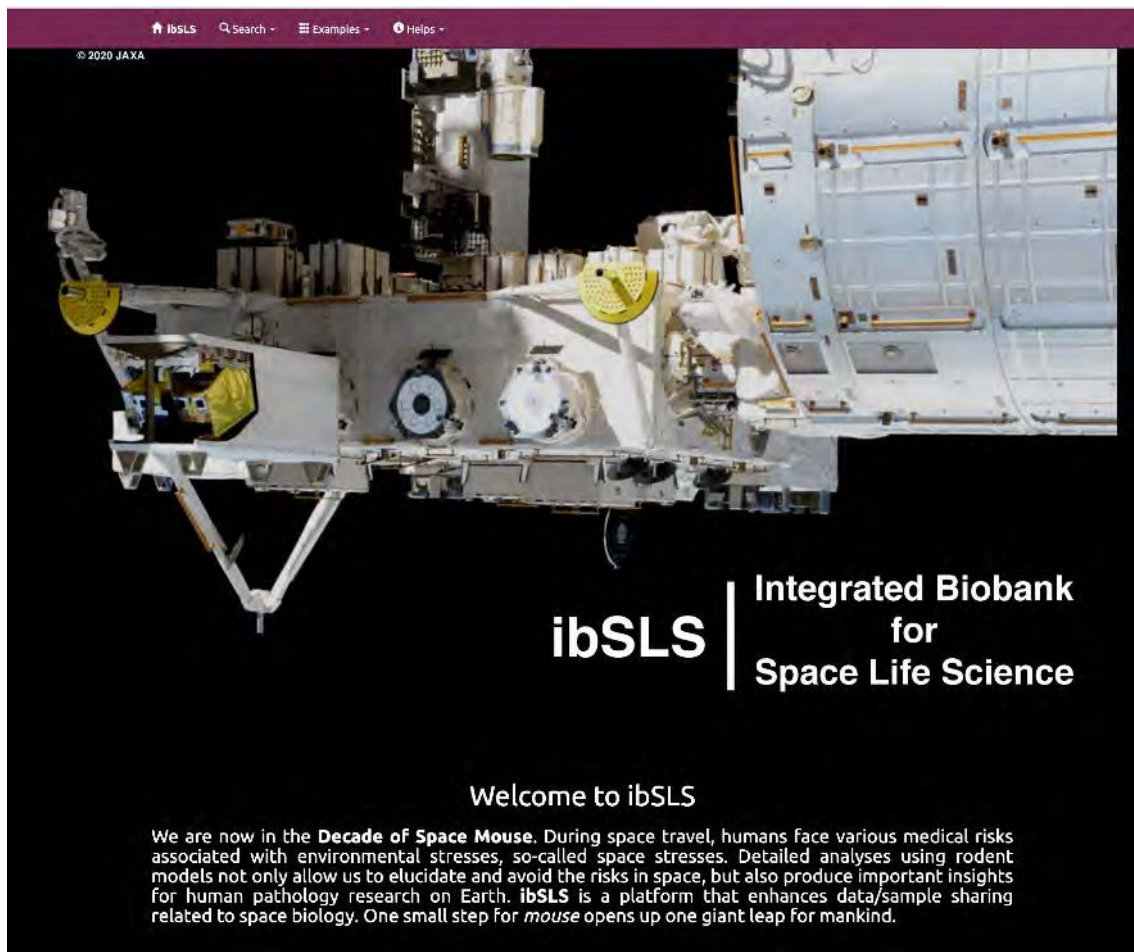 ibSLS Search Examples Helps
© 2020 JAXA
ibSLS
Integrated Biobank
for
Space Life Science
Welcome to ibSLS
We are now in the Decade of Space Mouse. During space travel, humans face various medical risks
associated with environmental stresses, so-called space stresses. Detailed analyses using rodent
models not only allow us to elucidate and avoid the risks in space, but also produce important insights
for human pathology research on Earth. ibSLS is a platform that enhances data/sample sharing
related to space biology. One small step for mouse opens up one giant leap for mankind.